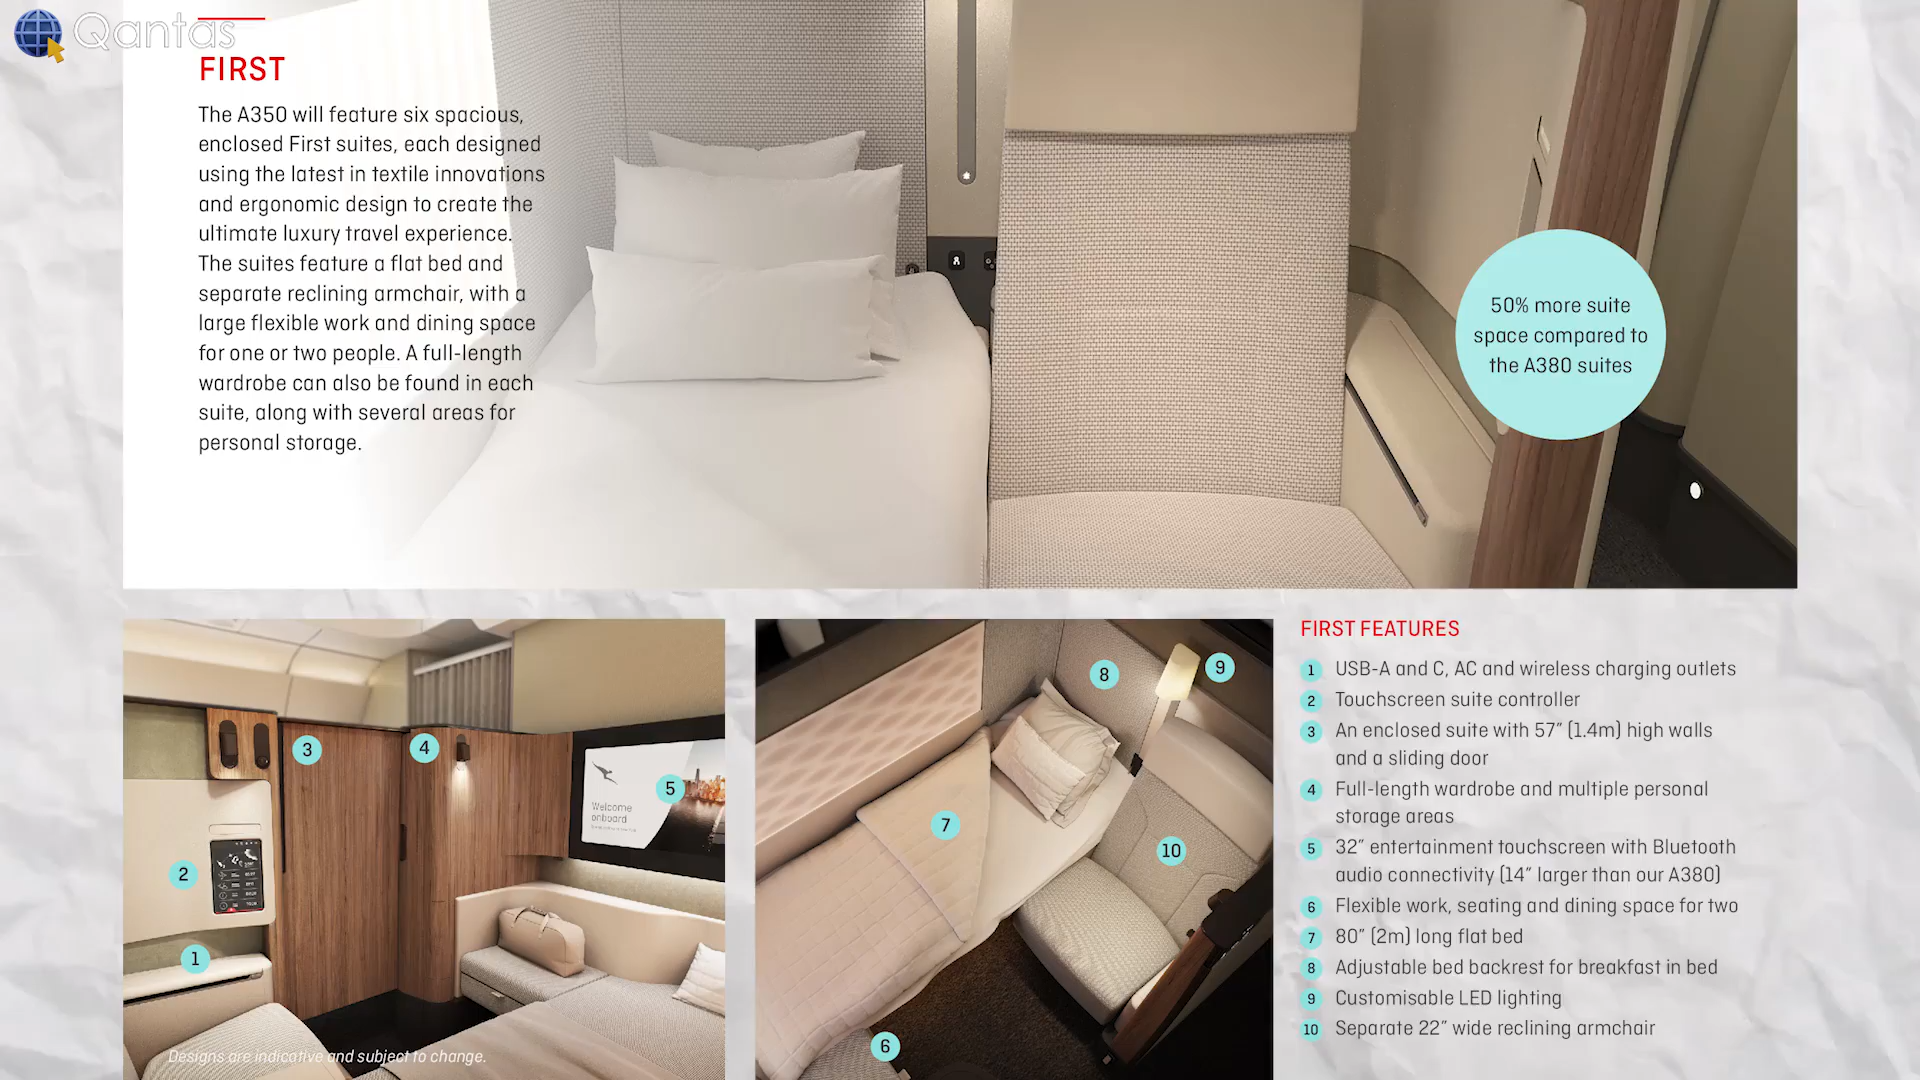 Qantas
FIRST
The A350 will feature six spacious,
enclosed First suites, each designed
using the latest in textile innovations
and ergonomic design to create the
ultimate luxury travel experience.
The suites feature a flat bed and
separate reclining armchair, with a
large flexible work and dining space
for one or two people. A full-length
wardrobe can also be found in each
suite, along with several areas for
personal storage.
50% more suite
space compared to
the A380 suites
3
4
5
Welcome
onboard
2
1
Designs are indicative and subject to change.
8
9
7
10
6
FIRST FEATURES
1 USB-A and C, AC and wireless charging outlets
2 Touchscreen suite controller
3 An enclosed suite with 57” (1.4m) high walls
and a sliding door
4 Full-length wardrobe and multiple personal
storage areas
5 32” entertainment touchscreen with Bluetooth
audio connectivity (14” larger than our A380)
6 Flexible work, seating and dining space for two
7 80” (2m) long flat bed
8 Adjustable bed backrest for breakfast in bed
9 Customisable LED lighting
10 Separate 22” wide reclining armchair